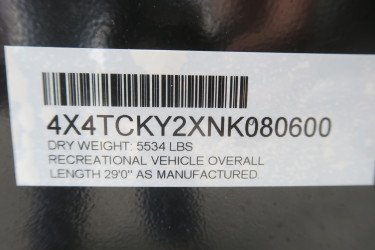 4X4TCKY2XNK080600
DRY WEIGHT: 5534 LBS
RECREATIONAL VEHICLE OVERALL
LENGTH 29'0" AS MANUFACTURED